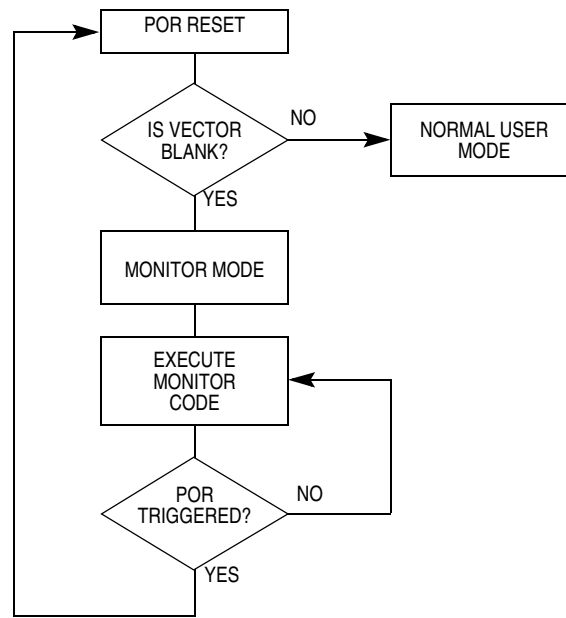 POR RESET
IS VECTOR
BLANK?
NO
NORMAL USER
MODE
YES
MONITOR MODE
EXECUTE
MONITOR
CODE
POR
TRIGGERED?
NO
YES